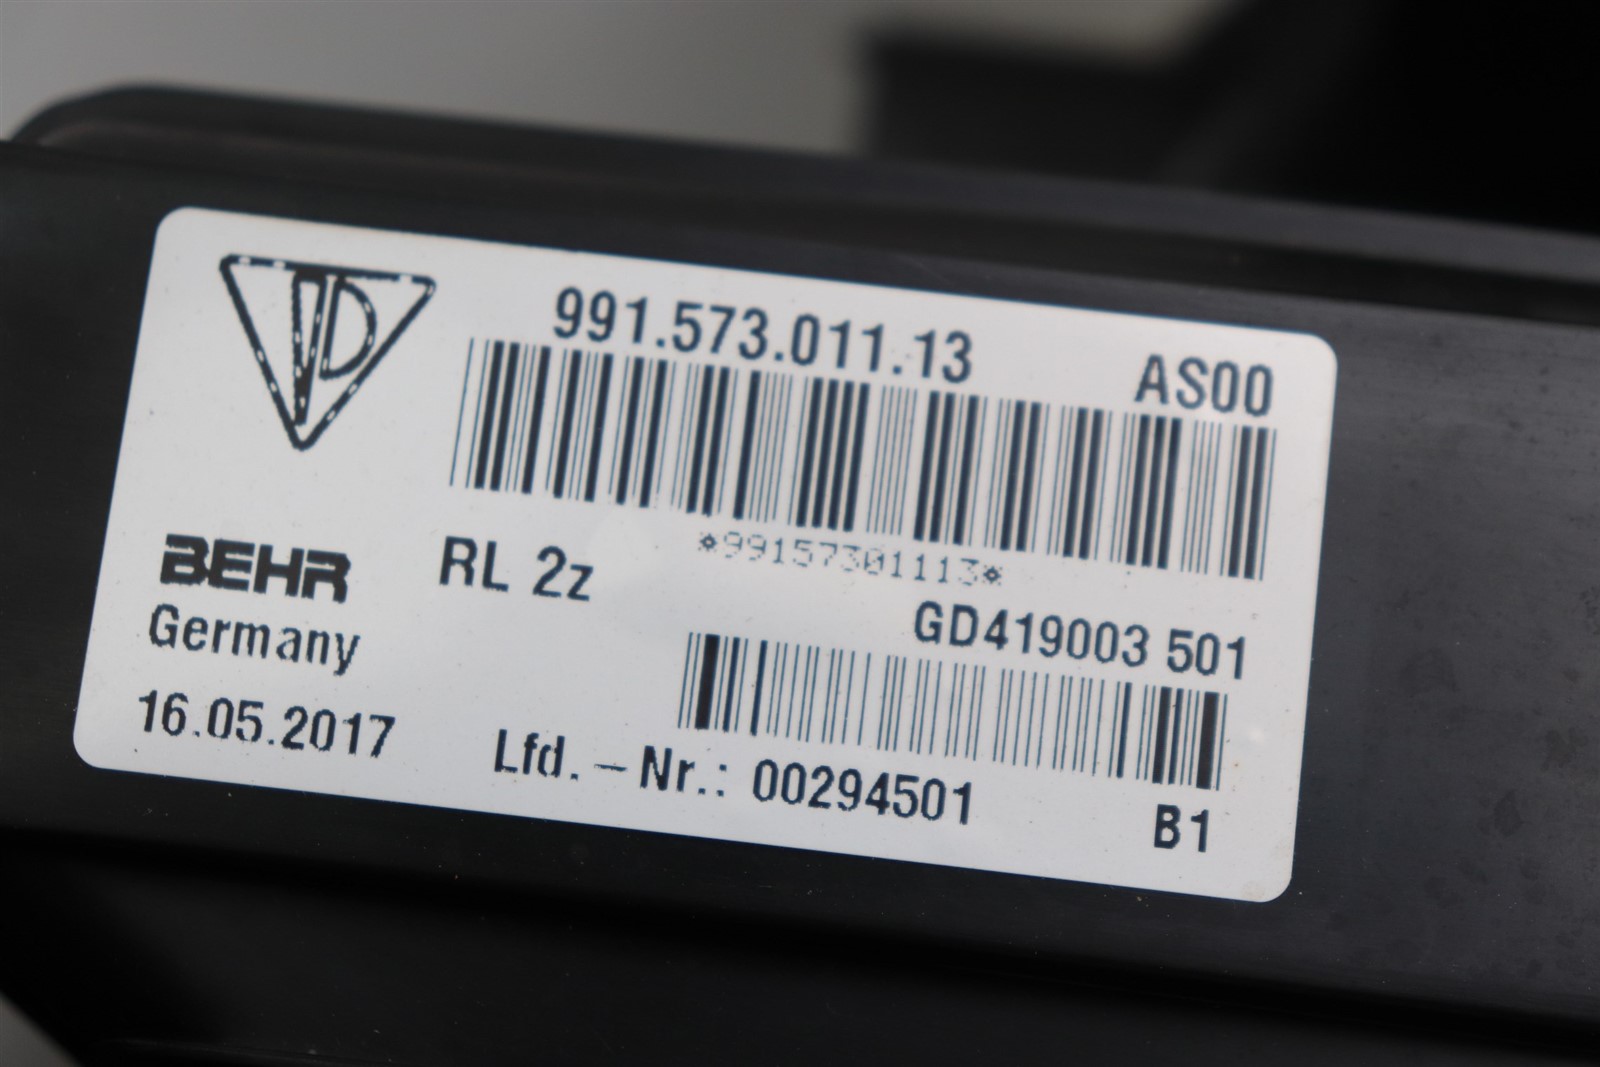 991.573.011.13 AS00
*99157301113*
BEHR RL 2z
GD419003 501
Germany
16.05.2017
Lfd. -Nr.: 00294501 B1